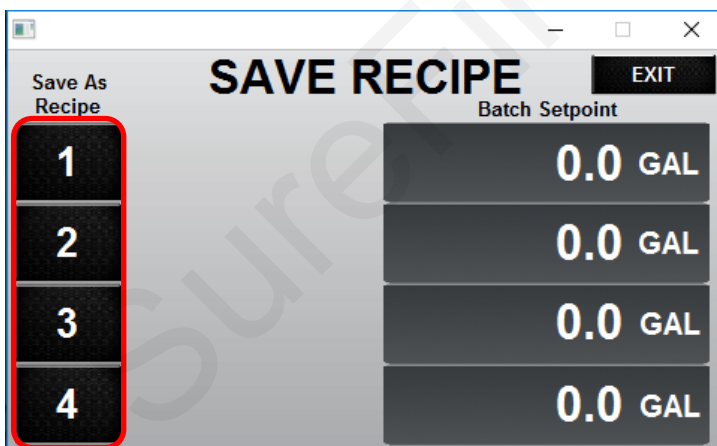 SAVE RECIPE
EXIT
Save As
Recipe
Batch Setpoint
1
0.0 GAL
2
0.0 GAL
3
0.0 GAL
4
0.0 GAL
SureFi